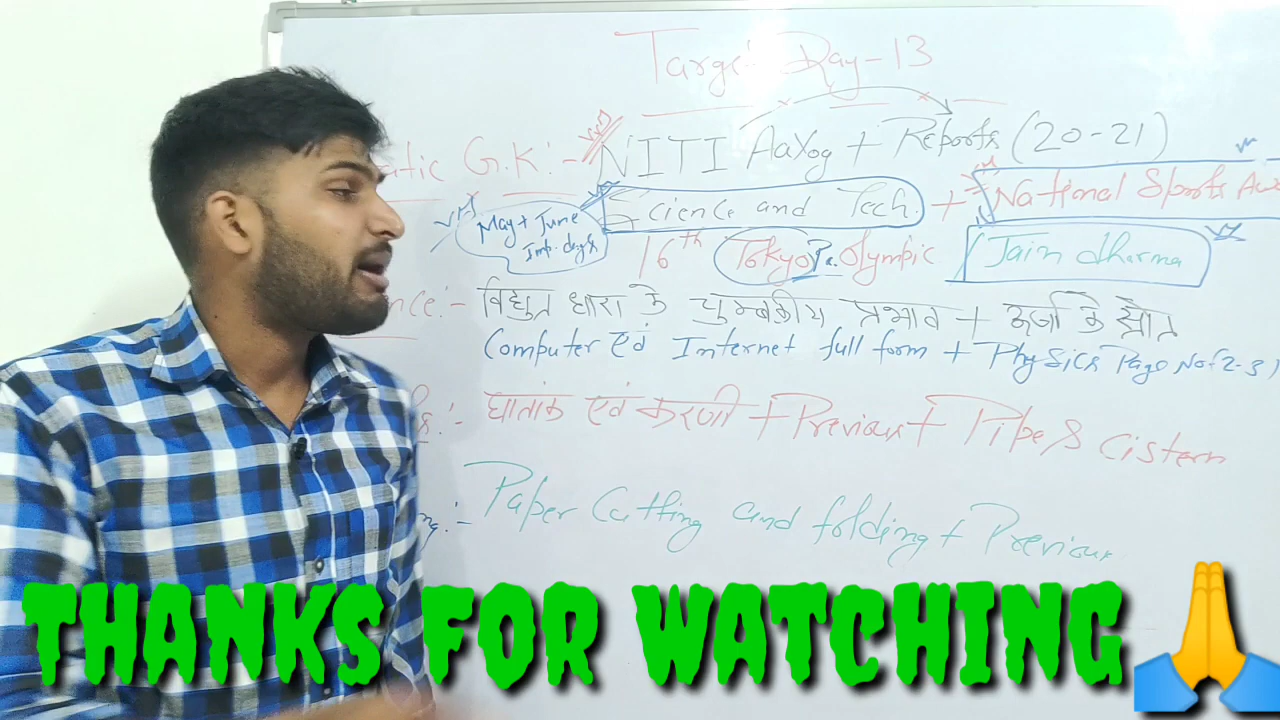 Target Day-13
tic G.K:- NITI Aayog + Reports (20-21)
May + June
Imp. days
Science and Tech. + National Sports Aw
16th Tokyo Pa. Olympic
Jain dharma
nce:- विद्युत धारा के चुम्बकीय प्रभाव + ऊर्जा के स्रोत
Computer एवं Internet full form + Physics Page No.(2-3)
घातांक एवं करणी + Previous + Pipe & Cistern
ng:- Paper Cutting and folding + Previous
THANKS FOR WATCHING